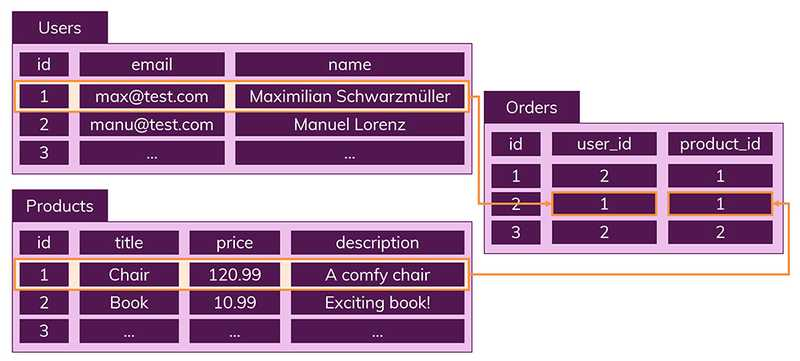 Users
id email name
1 max@test.com Maximilian Schwarzmüller
2 manu@test.com Manuel Lorenz
3 ... ...
Products
id title price description
1 Chair 120.99 A comfy chair
2 Book 10.99 Exciting book!
3 ... ... ...
Orders
id user_id product_id
1 2 1
2 1 1
3 2 2